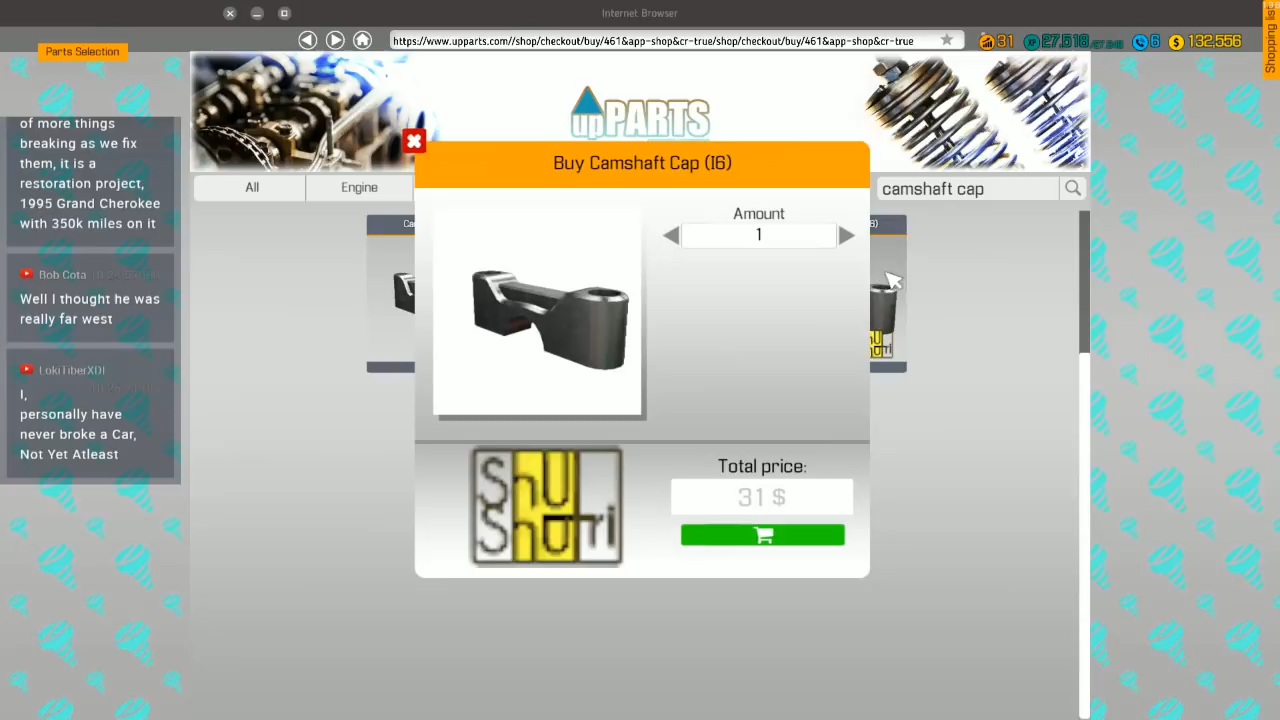 Internet Browser
Shopping list
Parts Selection
https://www.upparts.com//shop/checkout/buy/461&app-shop&cr-true/shop/checkout/buy/461&app-shop&cr-true
31
27,518
6
$ 132,556
of more things
breaking as we fix
them, it is a
restoration project,
1995 Grand Cherokee
with 350k miles on it
Bob Cota
Well I thought he was
really far west
LokiTiberXDI
I,
personally have
never broke a Car,
Not Yet Atleast
upPARTS
Buy Camshaft Cap (I6)
All
Engine
camshaft cap
Amount
1
Total price:
31 $
Shu
Shutri